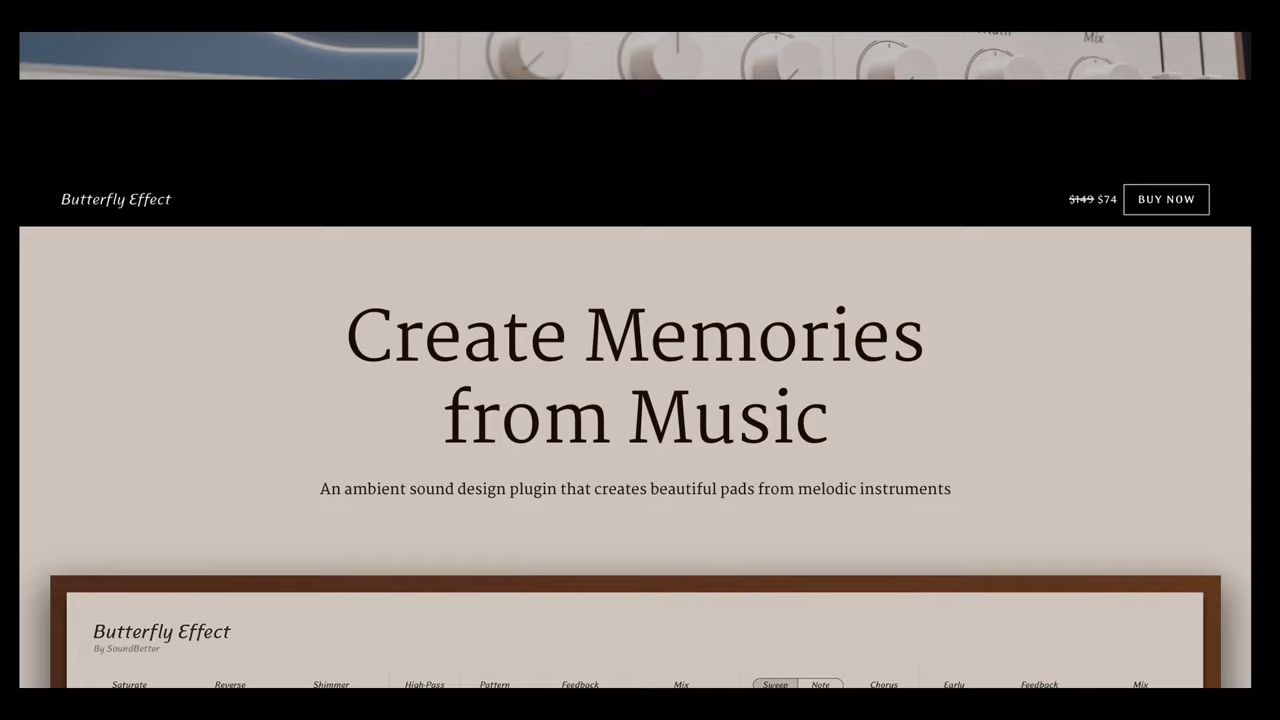 Mix
Butterfly Effect
$149 $74 BUY NOW
Create Memories
from Music
An ambient sound design plugin that creates beautiful pads from melodic instruments
Butterfly Effect
By SoundBetter
Saturate Reverse Shimmer High-Pass Pattern Feedback Mix Sweep Note Chorus Early Feedback Mix